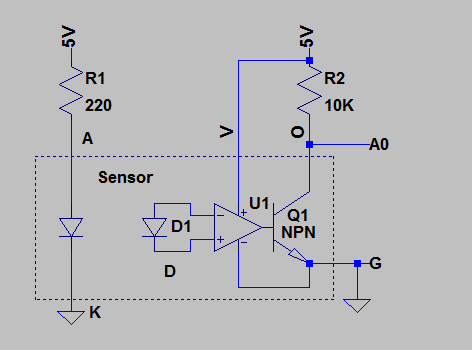 5V
5V
R1
220
R2
10K
A
V
O
A0
Sensor
U1
+
−
D1
+
−
Q1
NPN
D
G
K